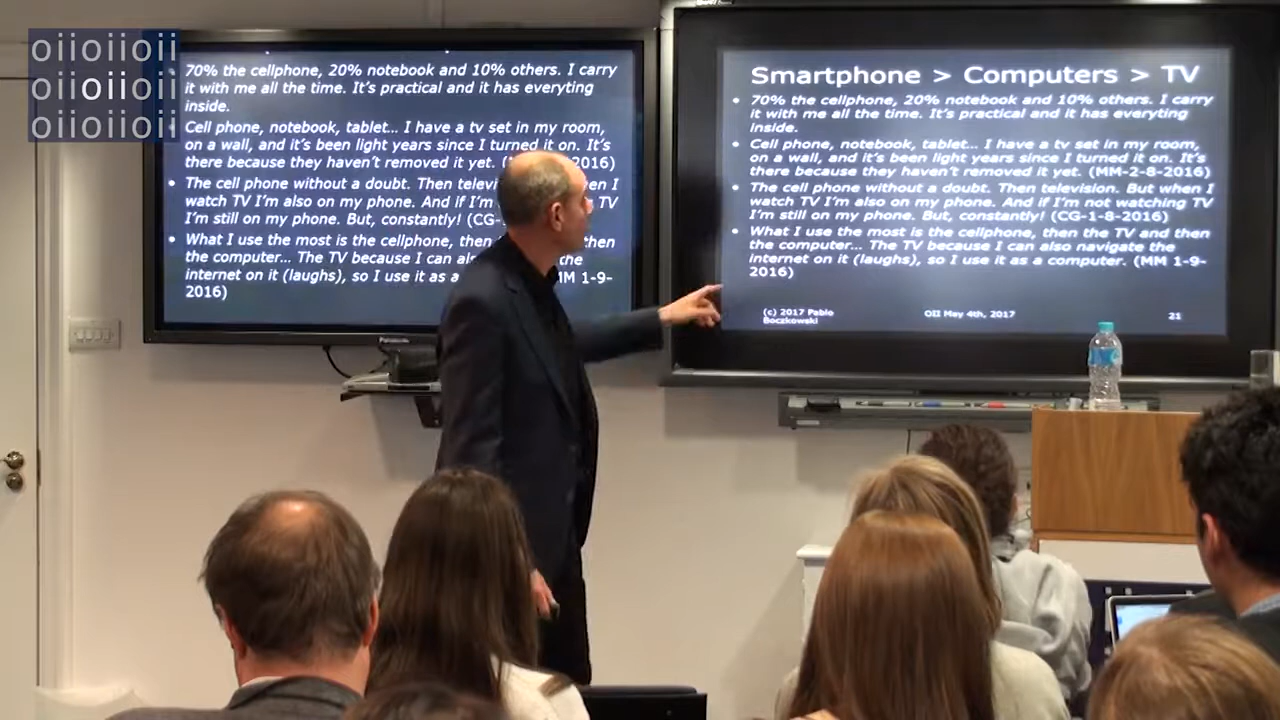 oiioiioii
oiioiioii
oiioiioii
70% the cellphone, 20% notebook and 10% others. I carry
it with me all the time. It's practical and it has everyting
inside.
Cell phone, notebook, tablet... I have a tv set in my room,
on a wall, and it's been light years since I turned it on. It's
there because they haven't removed it yet. 2016)
• The cell phone without a doubt. Then en I
watch TV I'm also on my phone. And if I'm TV
I'm still on my phone. But, constantly! (CG-
• What I use the most is the cellphone, then then
the computer... The TV because I can
internet on it (laughs), so I use it as a MM 1-9-
2016)
Panasonic
Smartphone > Computers > TV
• 70% the cellphone, 20% notebook and 10% others. I carry
it with me all the time. It's practical and it has everyting
inside.
• Cell phone, notebook, tablet... I have a tv set in my room,
on a wall, and it's been light years since I turned it on. It's
there because they haven't removed it yet. (MM-2-8-2016)
• The cell phone without a doubt. Then television. But when I
watch TV I'm also on my phone. And if I'm not watching TV
I'm still on my phone. But, constantly! (CG-1-8-2016)
• What I use the most is the cellphone, then the TV and then
the computer... The TV because I can also navigate the
internet on it (laughs), so I use it as a computer. (MM 1-9-
2016)
(c) 2017 Pablo
Boczkowski
OII May 4th, 2017
21